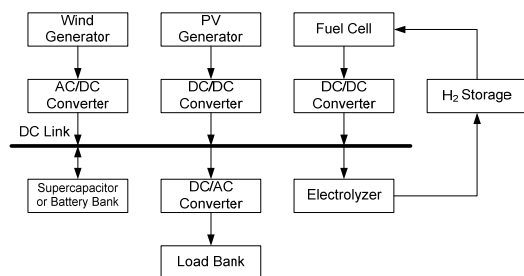 Wind
Generator
PV
Generator
Fuel Cell
AC/DC
Converter
DC/DC
Converter
DC/DC
Converter
H₂ Storage
DC Link
Supercapacitor
or Battery Bank
DC/AC
Converter
Electrolyzer
Load Bank